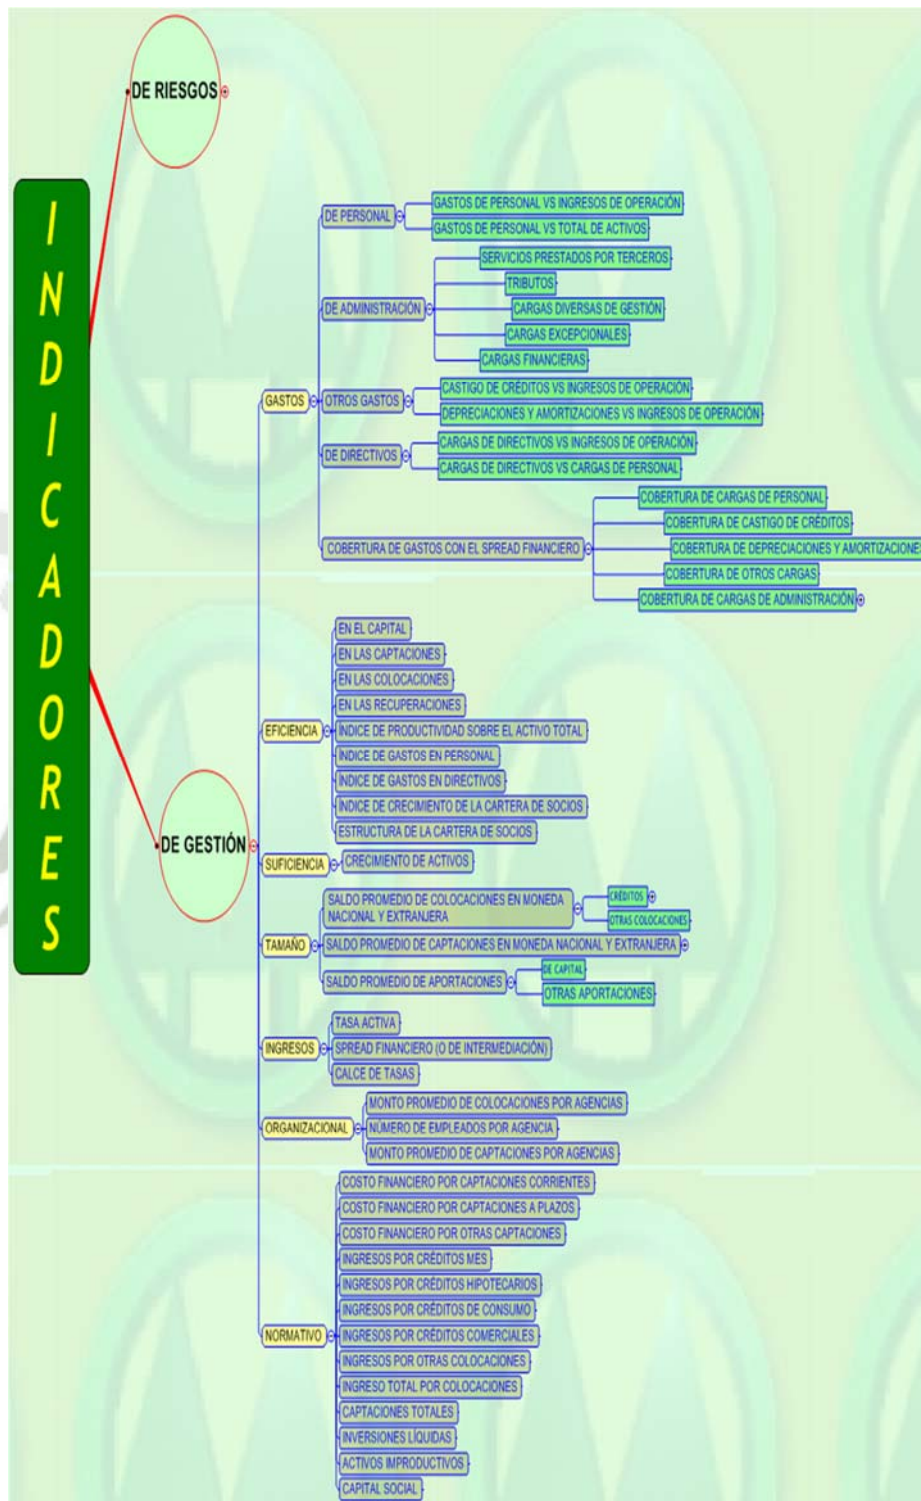 INDICADORES
DE RIESGOS
DE GESTIÓN
GASTOS
DE PERSONAL
GASTOS DE PERSONAL VS INGRESOS DE OPERACIÓN
GASTOS DE PERSONAL VS TOTAL DE ACTIVOS
DE ADMINISTRACIÓN
SERVICIOS PRESTADOS POR TERCEROS
TRIBUTOS
CARGAS DIVERSAS DE GESTIÓN
CARGAS EXCEPCIONALES
CARGAS FINANCIERAS
OTROS GASTOS
CASTIGO DE CRÉDITOS VS INGRESOS DE OPERACIÓN
DEPRECIACIONES Y AMORTIZACIONES VS INGRESOS DE OPERACIÓN
DE DIRECTIVOS
CARGAS DE DIRECTIVOS VS INGRESOS DE OPERACIÓN
CARGAS DE DIRECTIVOS VS CARGAS DE PERSONAL
COBERTURA DE GASTOS CON EL SPREAD FINANCIERO
COBERTURA DE CARGAS DE PERSONAL
COBERTURA DE CASTIGO DE CRÉDITOS
COBERTURA DE DEPRECIACIONES Y AMORTIZACIONES
COBERTURA DE OTROS CARGAS
COBERTURA DE CARGAS DE ADMINISTRACIÓN
EFICIENCIA
EN EL CAPITAL
EN LAS CAPTACIONES
EN LAS COLOCACIONES
EN LAS RECUPERACIONES
ÍNDICE DE PRODUCTIVIDAD SOBRE EL ACTIVO TOTAL
ÍNDICE DE GASTOS EN PERSONAL
ÍNDICE DE GASTOS EN DIRECTIVOS
ÍNDICE DE CRECIMIENTO DE LA CARTERA DE SOCIOS
ESTRUCTURA DE LA CARTERA DE SOCIOS
SUFICIENCIA
CRECIMIENTO DE ACTIVOS
TAMAÑO
SALDO PROMEDIO DE COLOCACIONES EN MONEDA
NACIONAL Y EXTRANJERA
CRÉDITOS
OTRAS COLOCACIONES
SALDO PROMEDIO DE CAPTACIONES EN MONEDA NACIONAL Y EXTRANJERA
SALDO PROMEDIO DE APORTACIONES
DE CAPITAL
OTRAS APORTACIONES
INGRESOS
TASA ACTIVA
SPREAD FINANCIERO (O DE INTERMEDIACIÓN)
CALCE DE TASAS
ORGANIZACIONAL
MONTO PROMEDIO DE COLOCACIONES POR AGENCIAS
NÚMERO DE EMPLEADOS POR AGENCIA
MONTO PROMEDIO DE CAPTACIONES POR AGENCIAS
NORMATIVO
COSTO FINANCIERO POR CAPTACIONES CORRIENTES
COSTO FINANCIERO POR CAPTACIONES A PLAZOS
COSTO FINANCIERO POR OTRAS CAPTACIONES
INGRESOS POR CRÉDITOS MES
INGRESOS POR CRÉDITOS HIPOTECARIOS
INGRESOS POR CRÉDITOS DE CONSUMO
INGRESOS POR CRÉDITOS COMERCIALES
INGRESOS POR OTRAS COLOCACIONES
INGRESO TOTAL POR COLOCACIONES
CAPTACIONES TOTALES
INVERSIONES LÍQUIDAS
ACTIVOS IMPRODUCTIVOS
CAPITAL SOCIAL